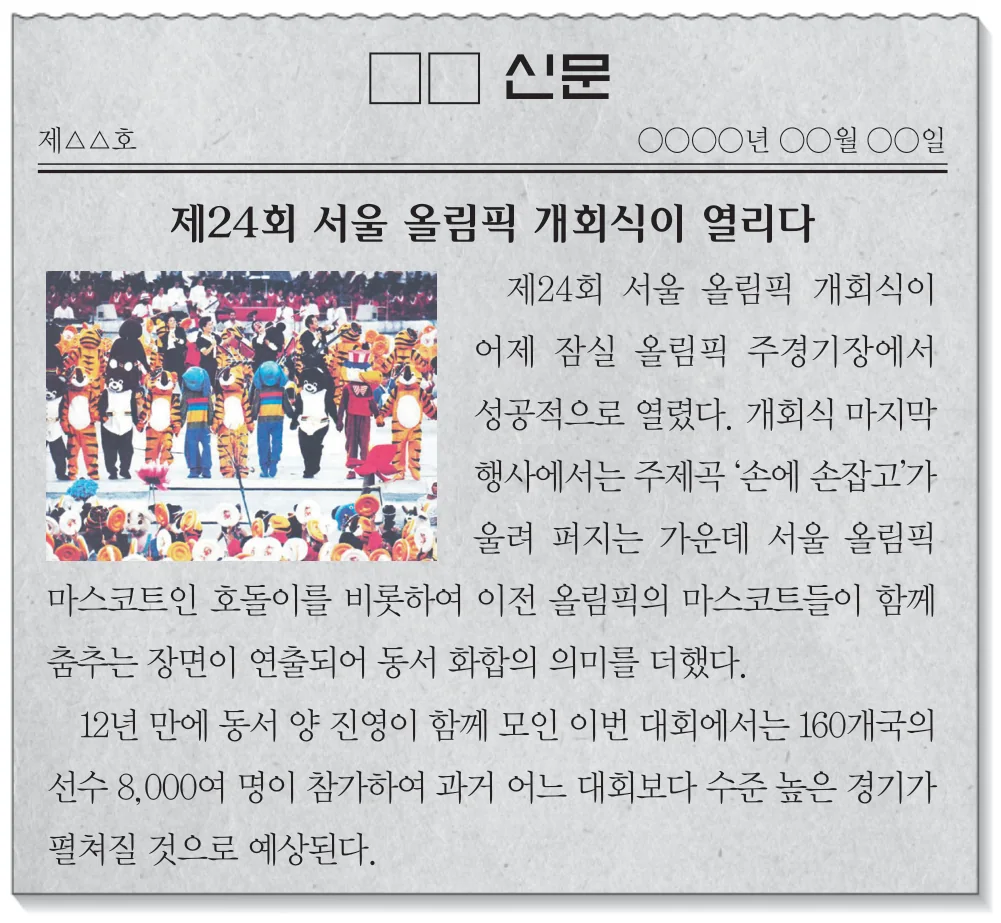 □□ 신문
제△△호
○○○○년 ○○월 ○○일
제24회 서울 올림픽 개회식이 열리다
제24회 서울 올림픽 개회식이
어제 잠실 올림픽 주경기장에서
성공적으로 열렸다. 개회식 마지막
행사에서는 주제곡 ‘손에 손잡고’가
울려 퍼지는 가운데 서울 올림픽
마스코트인 호돌이를 비롯하여 이전 올림픽의 마스코트들이 함께
춤추는 장면이 연출되어 동서 화합의 의미를 더했다.
12년 만에 동서 양 진영이 함께 모인 이번 대회에서는 160개국의
선수 8,000여 명이 참가하여 과거 어느 대회보다 수준 높은 경기가
펼쳐질 것으로 예상된다.